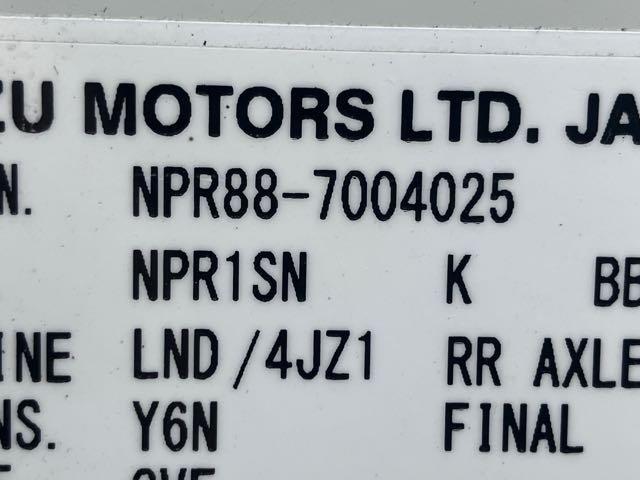 ZU MOTORS LTD. JA
N. NPR88-7004025
NPR1SN K BB
INE LND/4JZ1 RR AXLE
NS. Y6N FINAL